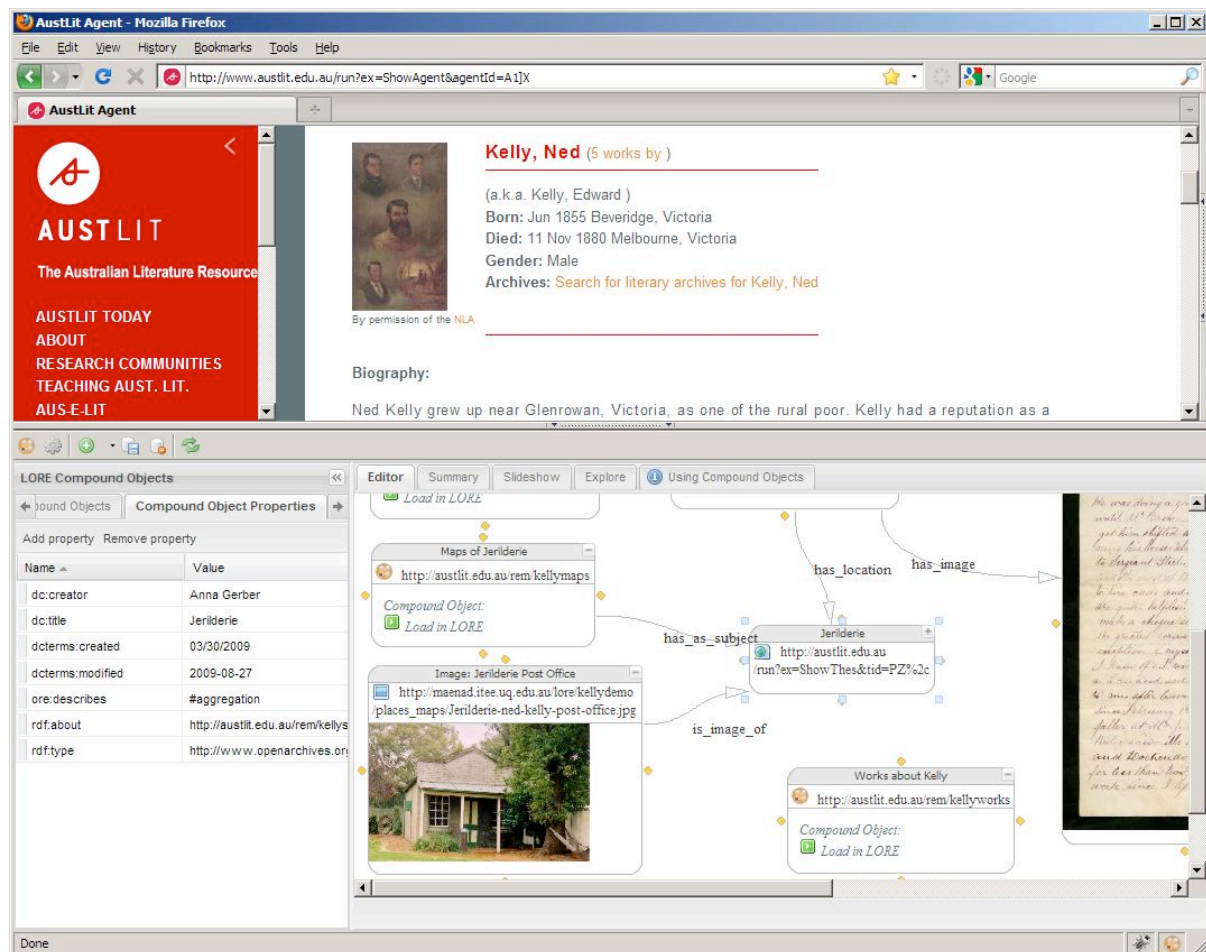 AustLit Agent - Mozilla Firefox
File Edit View History Bookmarks Tools Help
http://www.austlit.edu.au/run?ex=ShowAgent&agentId=A1]X
Google
AustLit Agent
AUSTLIT
The Australian Literature Resource
AUSTLIT TODAY
ABOUT
RESEARCH COMMUNITIES
TEACHING AUST. LIT.
AUS-E-LIT
By permission of the NLA
Kelly, Ned (5 works by )
(a.k.a. Kelly, Edward )
Born: Jun 1855 Beveridge, Victoria
Died: 11 Nov 1880 Melbourne, Victoria
Gender: Male
Archives: Search for literary archives for Kelly, Ned
Biography:
Ned Kelly grew up near Glenrowan, Victoria, as one of the rural poor. Kelly had a reputation as a
LORE Compound Objects
pound Objects Compound Object Properties
Add property Remove property
Name Value
dc:creator Anna Gerber
dc:title Jerilderie
dcterms:created 03/30/2009
dcterms:modified 2009-08-27
ore:describes #aggregation
rdf:about http://austlit.edu.au/rem/kellys
rdf:type http://www.openarchives.org
Editor Summary Slideshow Explore Using Compound Objects
Load in LORE
Maps of Jerilderie
http://austlit.edu.au/rem/kellymaps
Compound Object:
Load in LORE
has_location
has_image
has_as_subject
Jerilderie
http://austlit.edu.au
/run?ex=ShowThes&tid=PZ%2c
Image: Jerilderie Post Office
http://maenad.itee.uq.edu.au/lore/kellydemo
/places_maps/Jerilderie-ned-kelly-post-office.jpg
is_image_of
Works about Kelly
http://austlit.edu.au/rem/kellyworks
Compound Object:
Load in LORE
Done